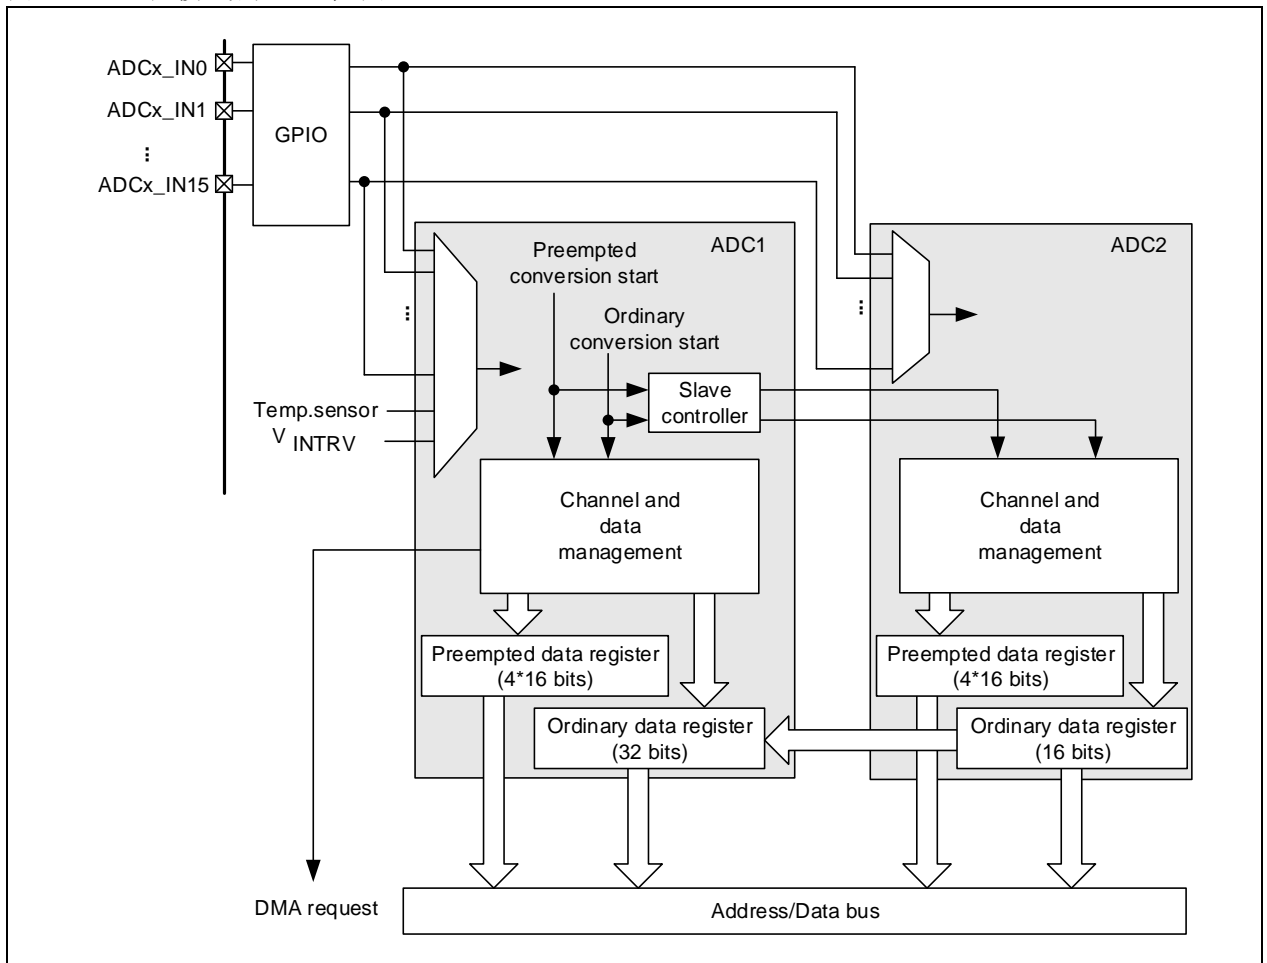 ADCx_IN0
ADCx_IN1
ADCx_IN15
GPIO
ADC1
Preempted
conversion start
Ordinary
conversion start
Slave
controller
Temp.sensor
V INTRV
Channel and
data
management
Preempted data register
(4*16 bits)
Ordinary data register
(32 bits)
ADC2
Channel and
data
management
Preempted data register
(4*16 bits)
Ordinary data register
(16 bits)
DMA request
Address/Data bus